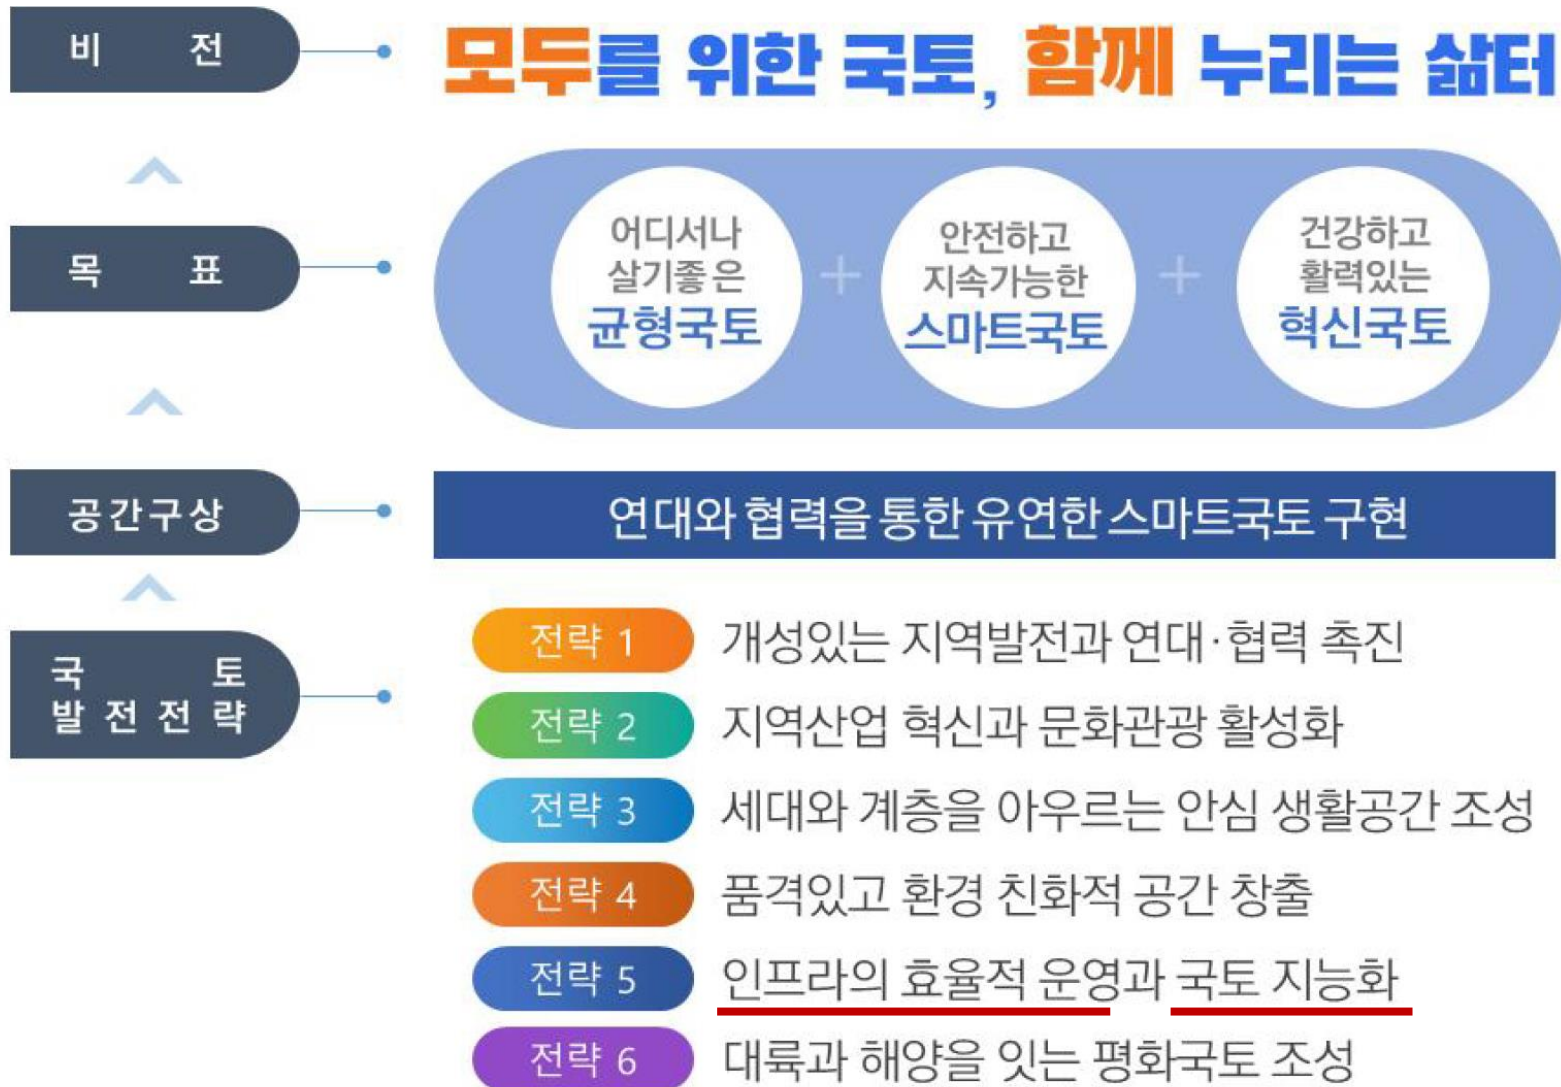 비 전
모두를 위한 국토, 함께 누리는 삶터
목 표
어디서나
살기좋은
균형국토
+
안전하고
지속가능한
스마트국토
+
건강하고
활력있는
혁신국토
공간구상
연대와 협력을 통한 유연한 스마트국토 구현
국 토
발 전 전 략
전략 1 개성있는 지역발전과 연대·협력 촉진
전략 2 지역산업 혁신과 문화관광 활성화
전략 3 세대와 계층을 아우르는 안심 생활공간 조성
전략 4 품격있고 환경 친화적 공간 창출
전략 5 인프라의 효율적 운영과 국토 지능화
전략 6 대륙과 해양을 잇는 평화국토 조성